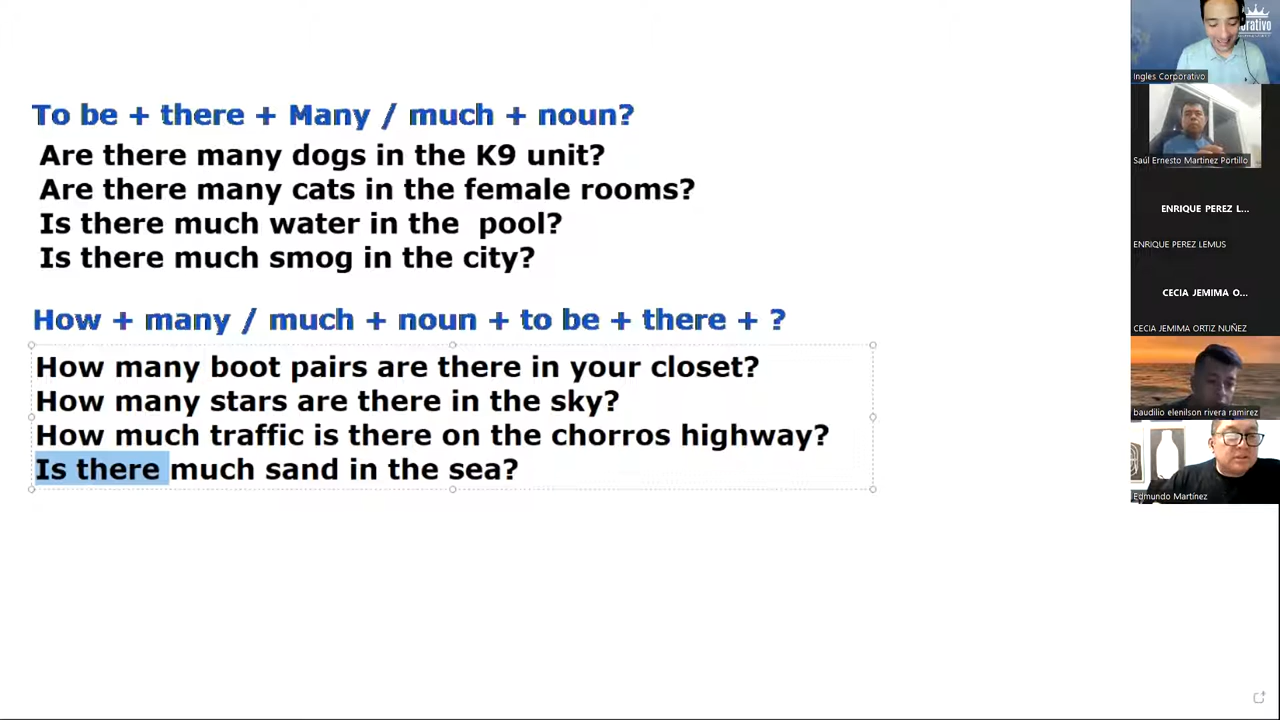 To be + there + Many / much + noun?
Are there many dogs in the K9 unit?
Are there many cats in the female rooms?
Is there much water in the  pool?
Is there much smog in the city?
How + many / much + noun + to be + there + ?
How many boot pairs are there in your closet?
How many stars are there in the sky?
How much traffic is there on the chorros highway?
Is there much sand in the sea?
Ingles Corporativo
Saúl Ernesto Martínez Portillo
ENRIQUE PEREZ L...
ENRIQUE PEREZ LEMUS
CECIA JEMIMA O...
CECIA JEMIMA ORTIZ NUÑEZ
baudilio elenilson rivera ramirez
Edmundo Martínez